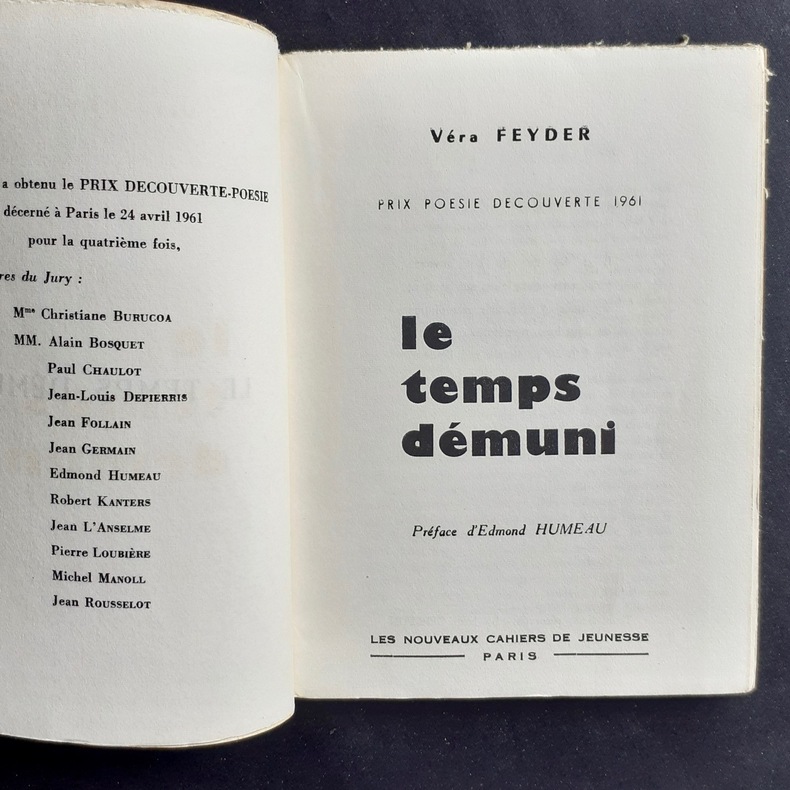 a obtenu le PRIX DECOUVERTE-POESIE
décerné à Paris le 24 avril 1961
pour la quatrième fois,
res du Jury :
Mme Christiane BURUCOA
MM. Alain BOSQUET
Paul CHAULOT
Jean-Louis DEPIERRIS
Jean FOLLAIN
Jean GERMAIN
Edmond HUMEAU
Robert KANTERS
Jean L'ANSELME
Pierre LOUBIÈRE
Michel MANOLL
Jean ROUSSELOT
Véra FEYDER
PRIX POESIE DECOUVERTE 1961
le
temps
démuni
Préface d'Edmond HUMEAU
LES NOUVEAUX CAHIERS DE JEUNESSE
PARIS